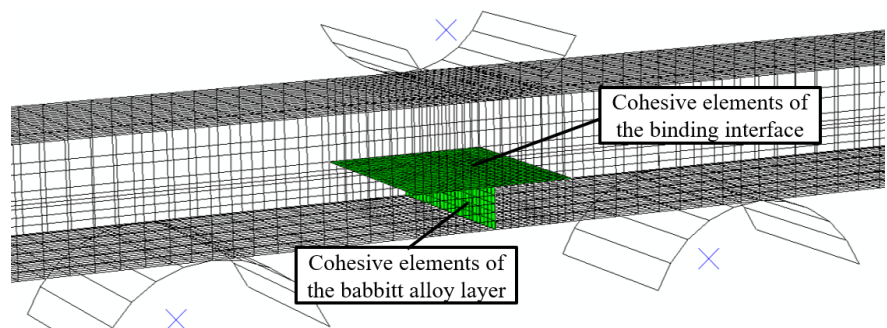 Cohesive elements of
the binding interface
Cohesive elements of
the babbitt alloy layer